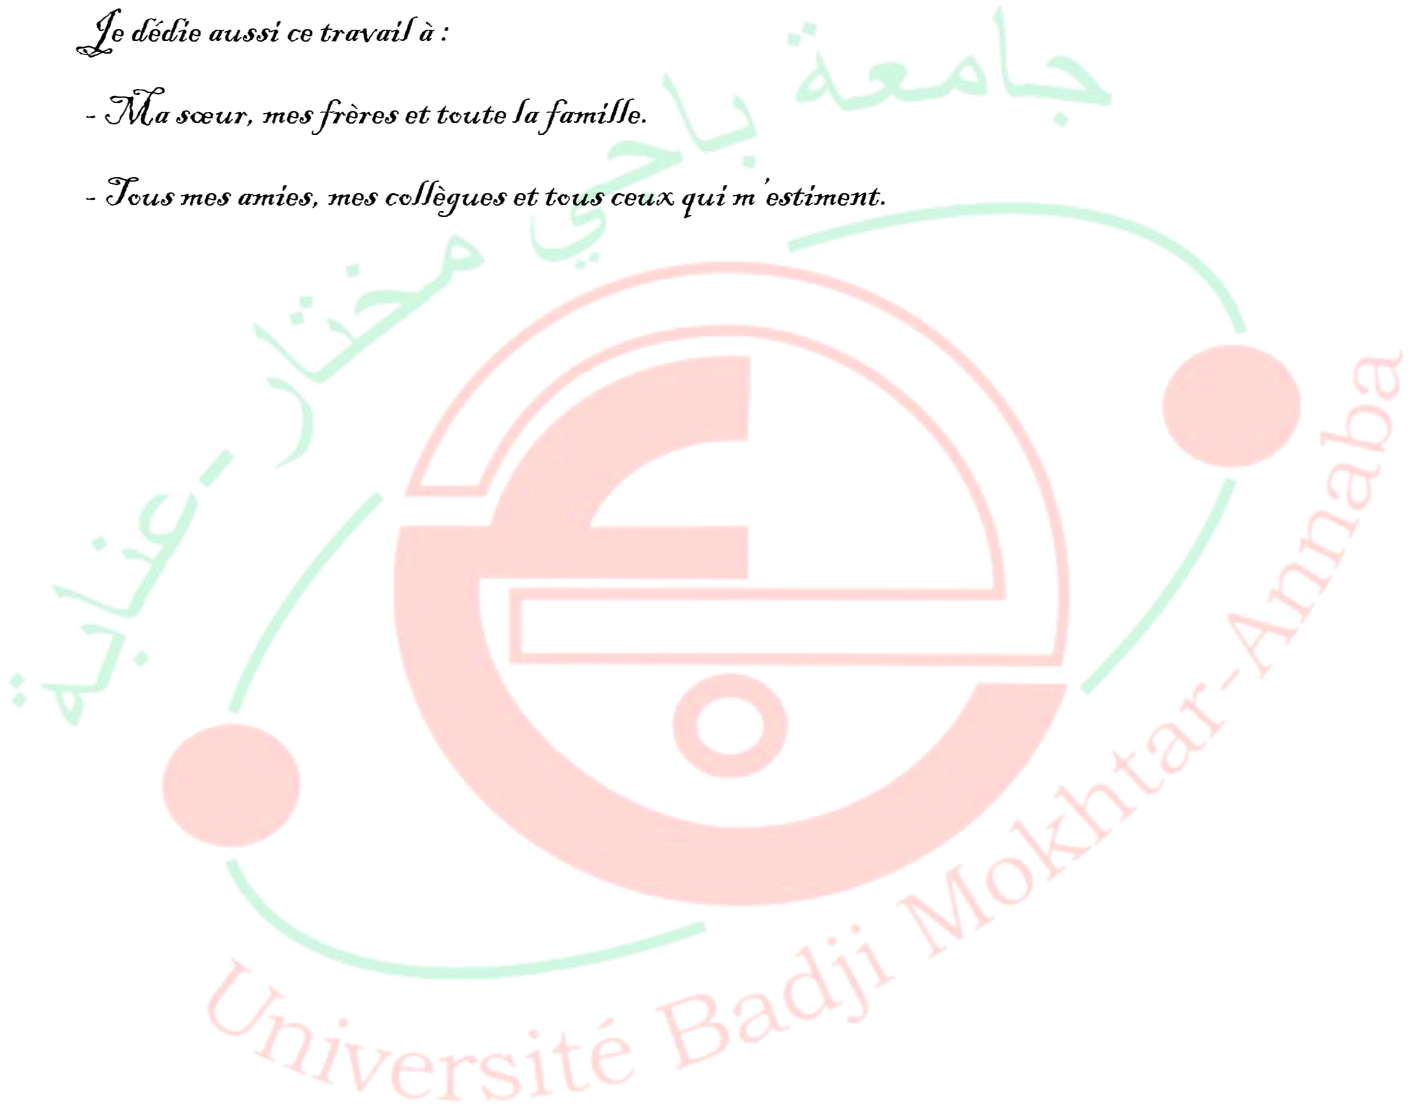 Je dédie aussi ce travail à :
- Ma sœur, mes frères et toute la famille.
- Tous mes amies, mes collègues et tous ceux qui m'estiment.
جامعة باجي مختار - عنابة
Université Badji Mokhtar-Annaba